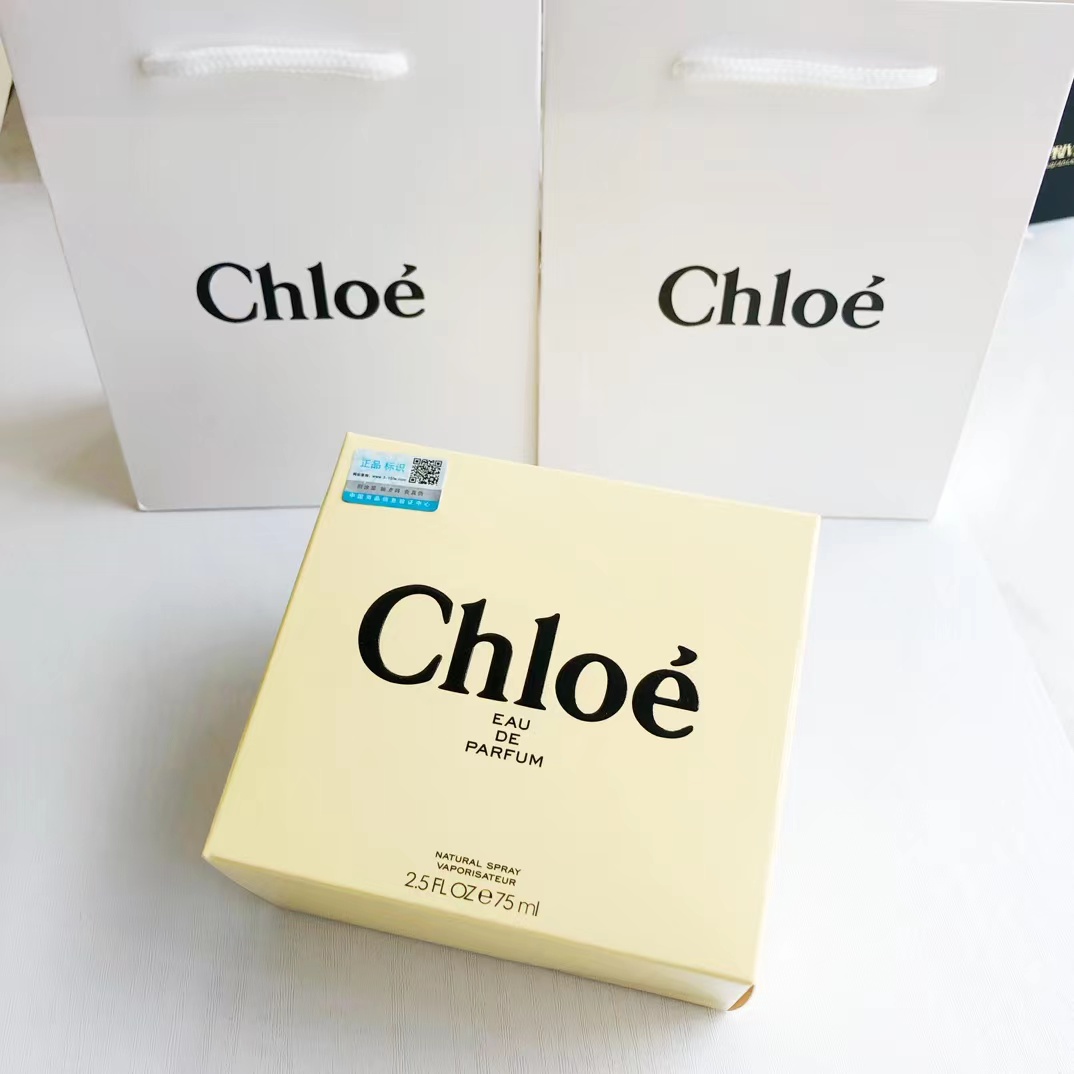 Chloé
Chloé
正品 标识
Chloé
EAU
DE
PARFUM
NATURAL SPRAY
VAPORISATEUR
2.5 FL OZ ℮ 75 ml